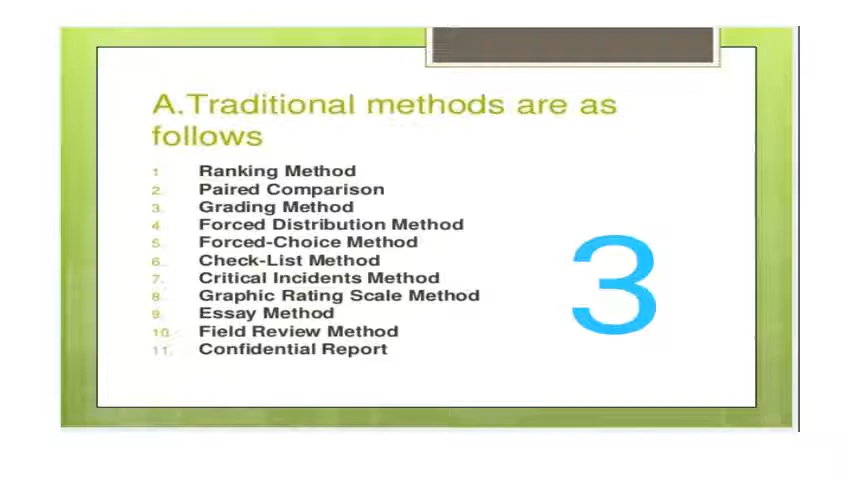 A.Traditional methods are as
follows
1. Ranking Method
2. Paired Comparison
3. Grading Method
4. Forced Distribution Method
5. Forced-Choice Method
6. Check-List Method
7. Critical Incidents Method
8. Graphic Rating Scale Method
9. Essay Method
10. Field Review Method
11. Confidential Report
3